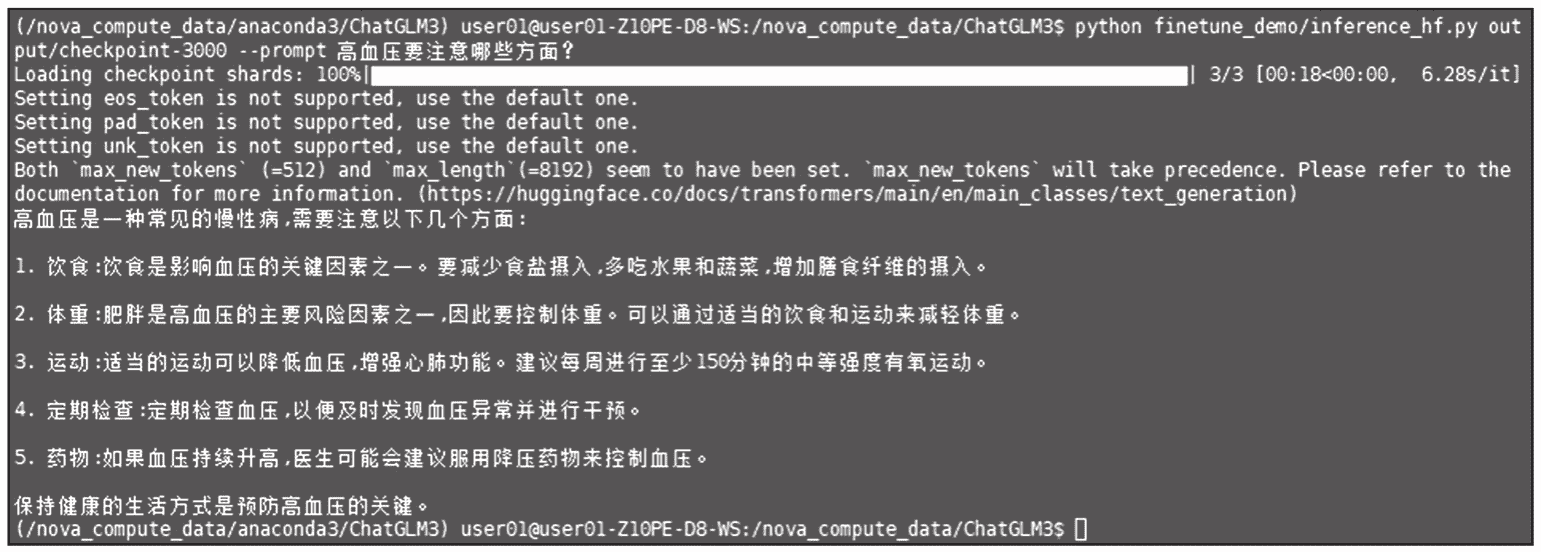 (/nova_compute_data/anaconda3/ChatGLM3) user01@user01-Z10PE-D8-WS:/nova_compute_data/ChatGLM3$ python finetune_demo/inference_hf.py out
put/checkpoint-3000 --prompt 高血压要注意哪些方面?
Loading checkpoint shards: 100%|██████████| 3/3 [00:18<00:00,  6.28s/it]
Setting eos_token is not supported, use the default one.
Setting pad_token is not supported, use the default one.
Setting unk_token is not supported, use the default one.
Both `max_new_tokens` (=512) and `max_length`(=8192) seem to have been set. `max_new_tokens` will take precedence. Please refer to the
documentation for more information. (https://huggingface.co/docs/transformers/main/en/main_classes/text_generation)
高血压是一种常见的慢性病,需要注意以下几个方面:
1. 饮食:饮食是影响血压的关键因素之一。要减少食盐摄入,多吃水果和蔬菜,增加膳食纤维的摄入。
2. 体重:肥胖是高血压的主要风险因素之一,因此要控制体重。可以通过适当的饮食和运动来减轻体重。
3. 运动:适当的运动可以降低血压,增强心肺功能。建议每周进行至少150分钟的中等强度有氧运动。
4. 定期检查:定期检查血压,以便及时发现血压异常并进行干预。
5. 药物:如果血压持续升高,医生可能会建议服用降压药物来控制血压。
保持健康的生活方式是预防高血压的关键。
(/nova_compute_data/anaconda3/ChatGLM3) user01@user01-Z10PE-D8-WS:/nova_compute_data/ChatGLM3$